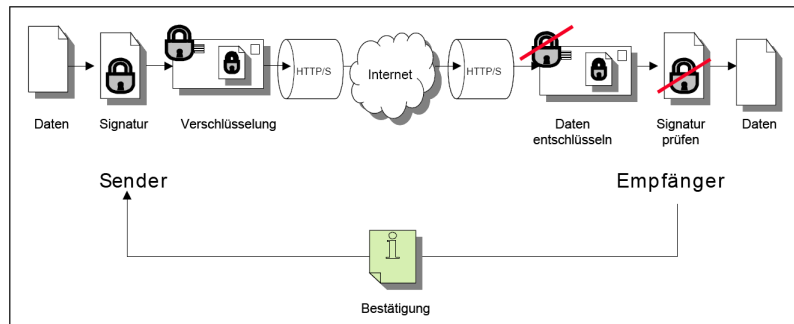 HTTP/S
Internet
HTTP/S
Daten
Signatur
Verschlüsselung
Daten
entschlüsseln
Signatur
prüfen
Daten
Sender
Empfänger
i
Bestätigung